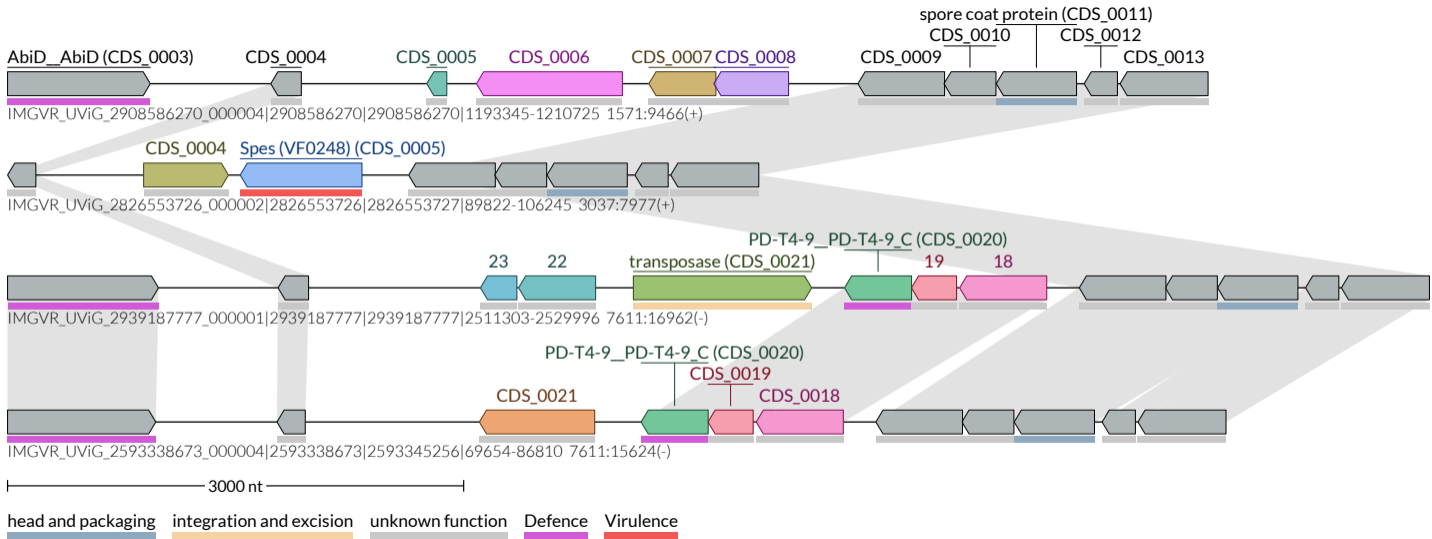 spore coat protein (CDS_0011)
CDS_0010 CDS_0012
AbiD__AbiD (CDS_0003) CDS_0004 CDS_0005 CDS_0006 CDS_0007 CDS_0008 CDS_0009 CDS_0013
IMGVR_UViG_2908586270_000004|2908586270|2908586270|1193345-1210725 1571:9466(+)
CDS_0004 Spes (VF0248) (CDS_0005)
IMGVR_UViG_2826553726_000002|2826553726|2826553727|89822-106245 3037:7977(+)
PD-T4-9__PD-T4-9_C (CDS_0020)
23 22 transposase (CDS_0021) 19 18
IMGVR_UViG_2939187777_000001|2939187777|2939187777|2511303-2529996 7611:16962(-)
PD-T4-9__PD-T4-9_C (CDS_0020)
CDS_0019
CDS_0021 CDS_0018
IMGVR_UViG_2593338673_000004|2593338673|2593345256|69654-86810 7611:15624(-)
3000 nt
head and packaging integration and excision unknown function Defence Virulence